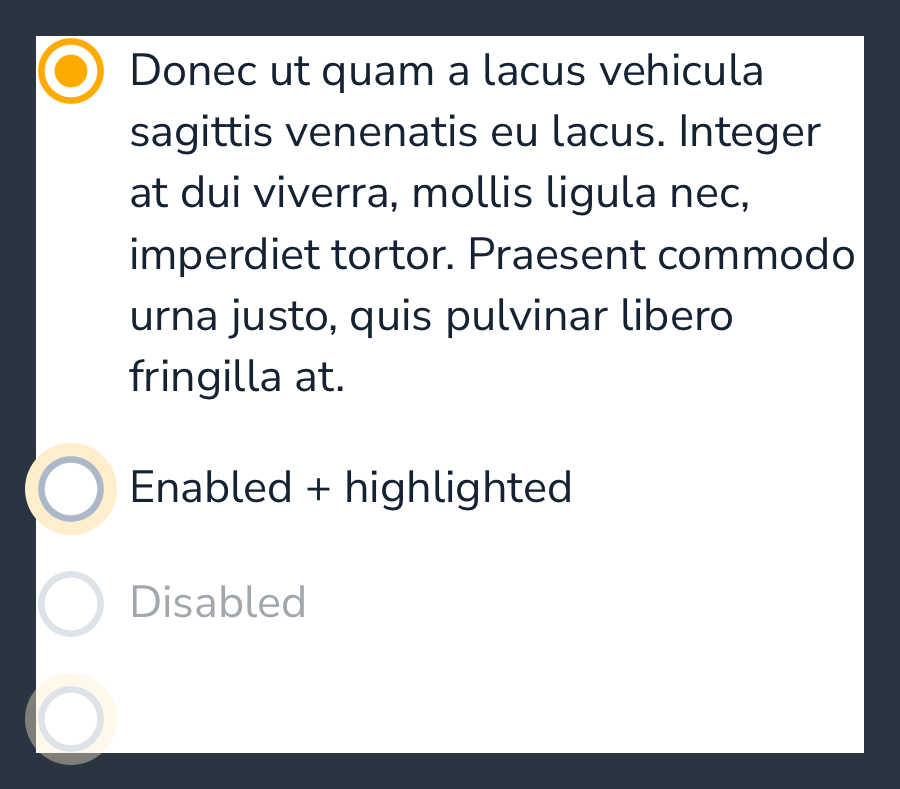 Donec ut quam a lacus vehicula
sagittis venenatis eu lacus. Integer
at dui viverra, mollis ligula nec,
imperdiet tortor. Praesent commodo
urna justo, quis pulvinar libero
fringilla at.
Enabled + highlighted
Disabled